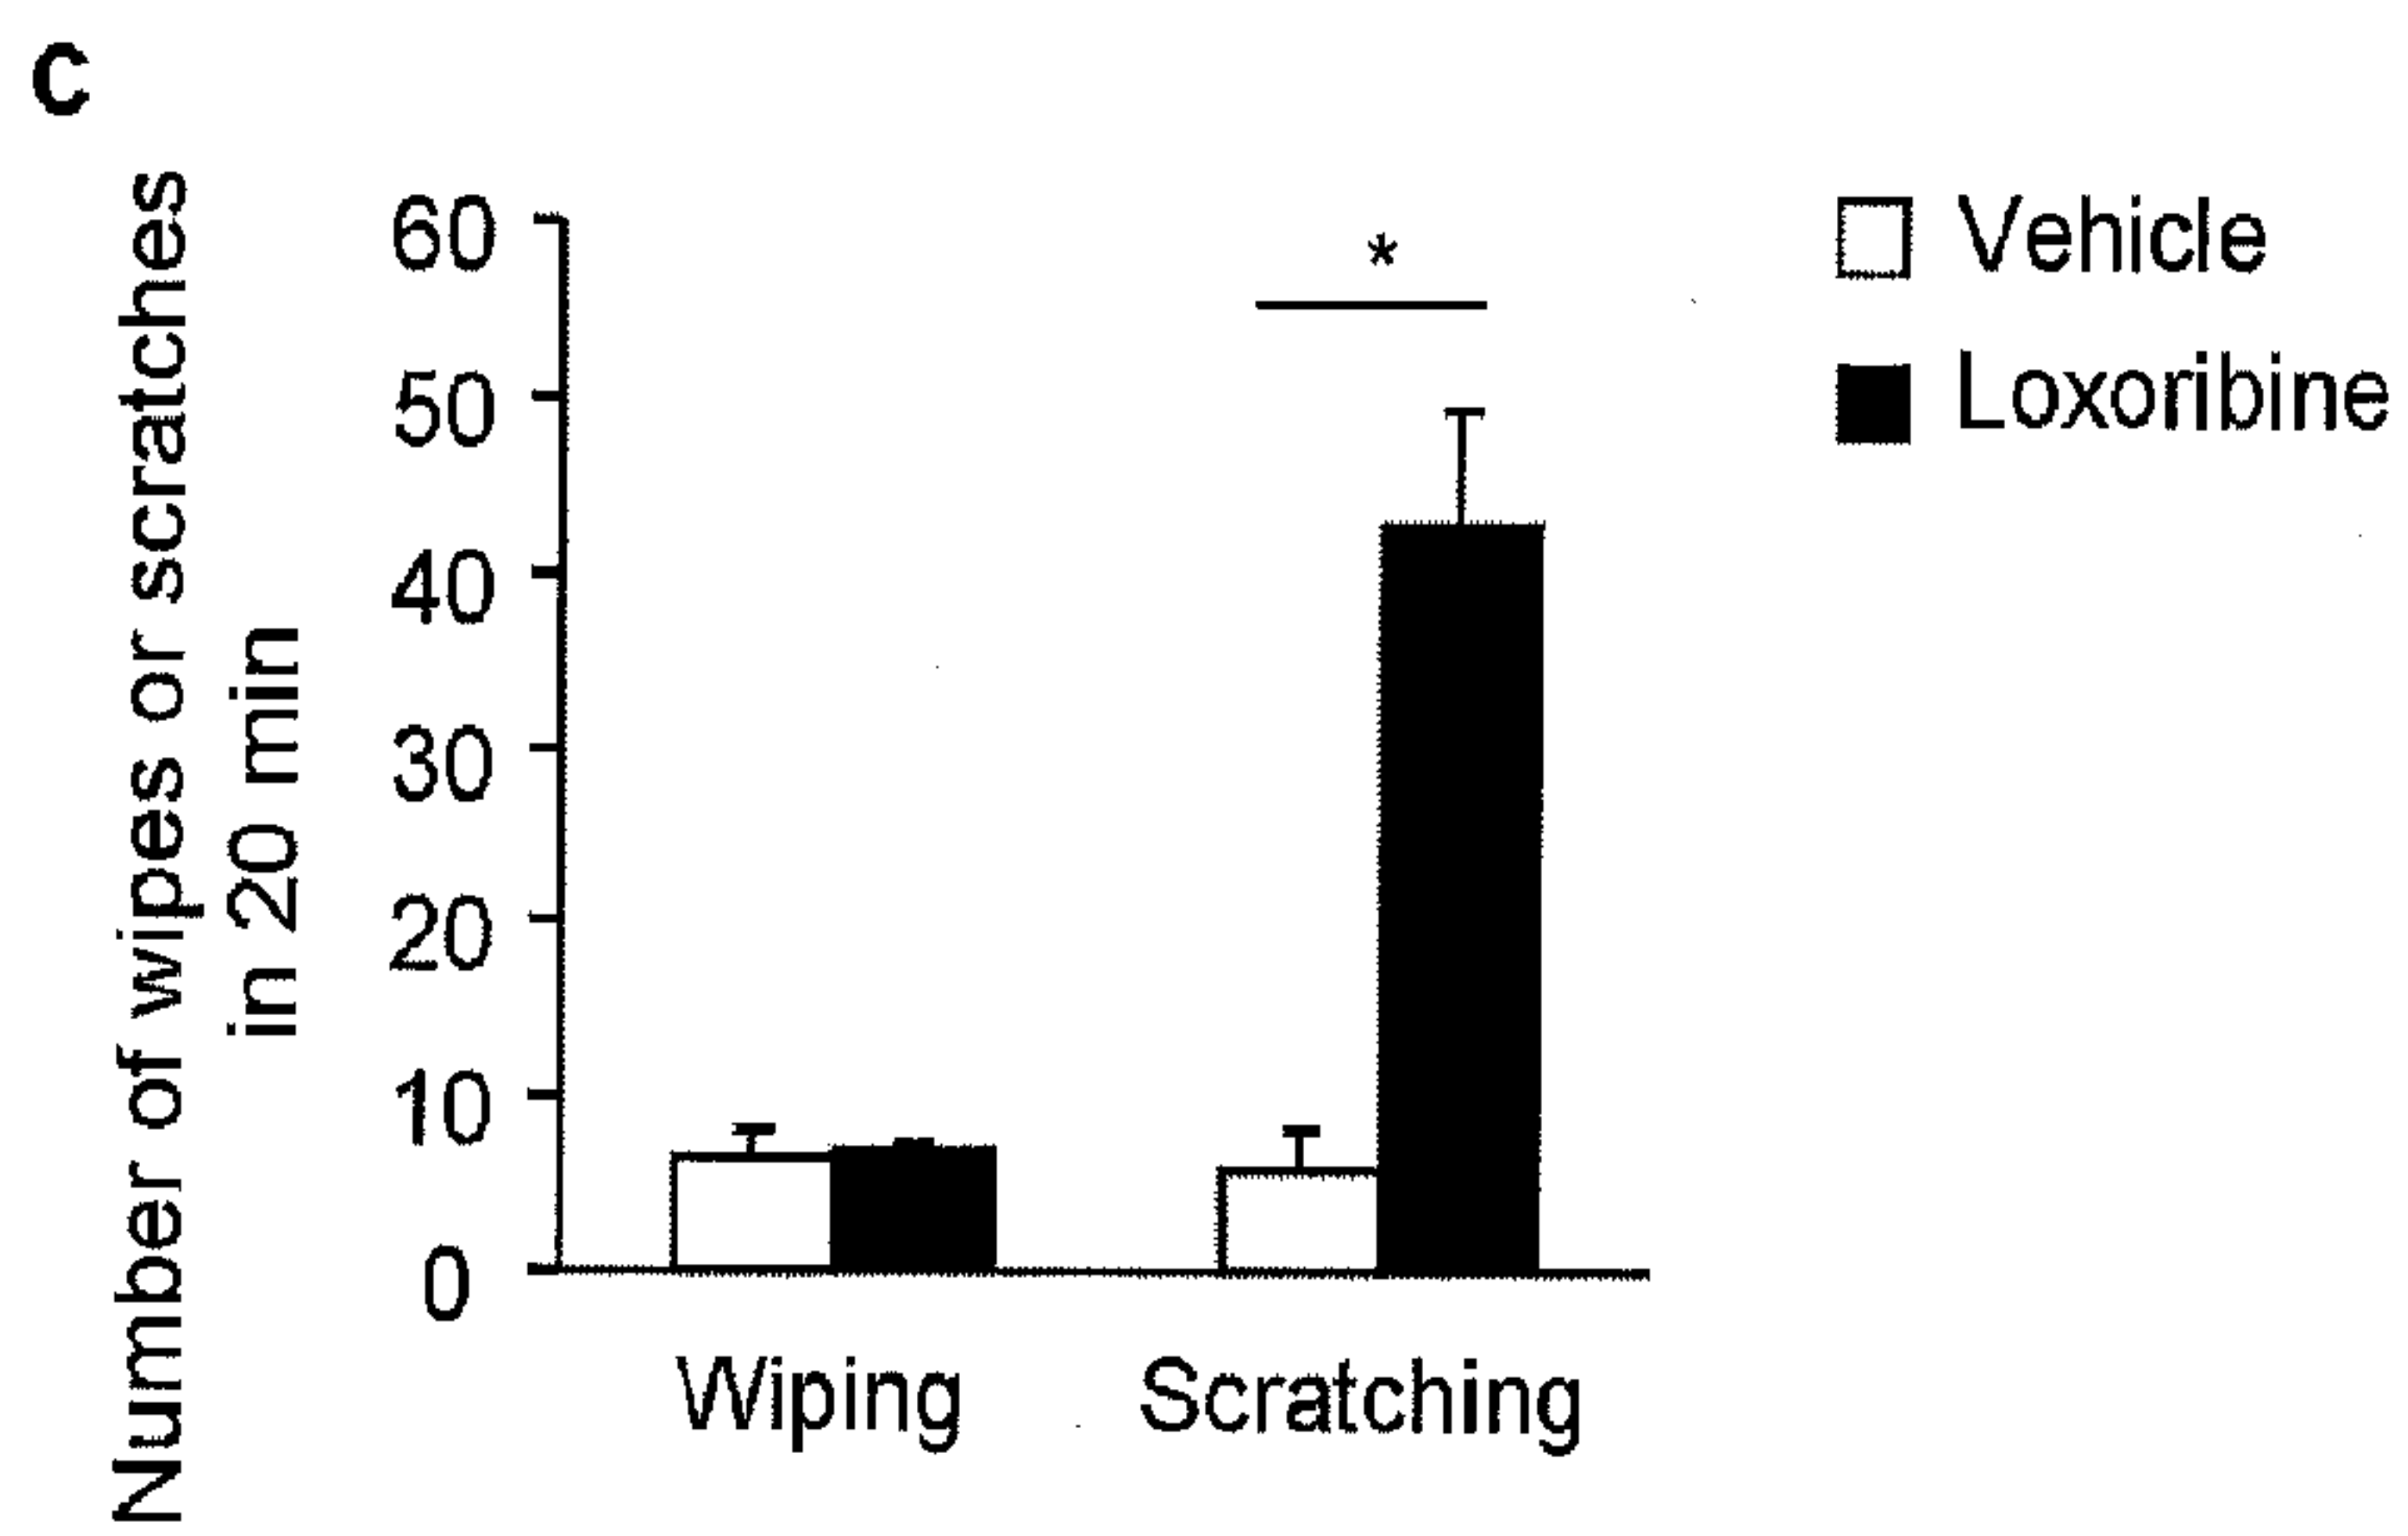 C
Number of wipes or scratches
in 20 min
60
50
40
30
20
10
0
*
Wiping
Scratching
Vehicle
Loxoribine